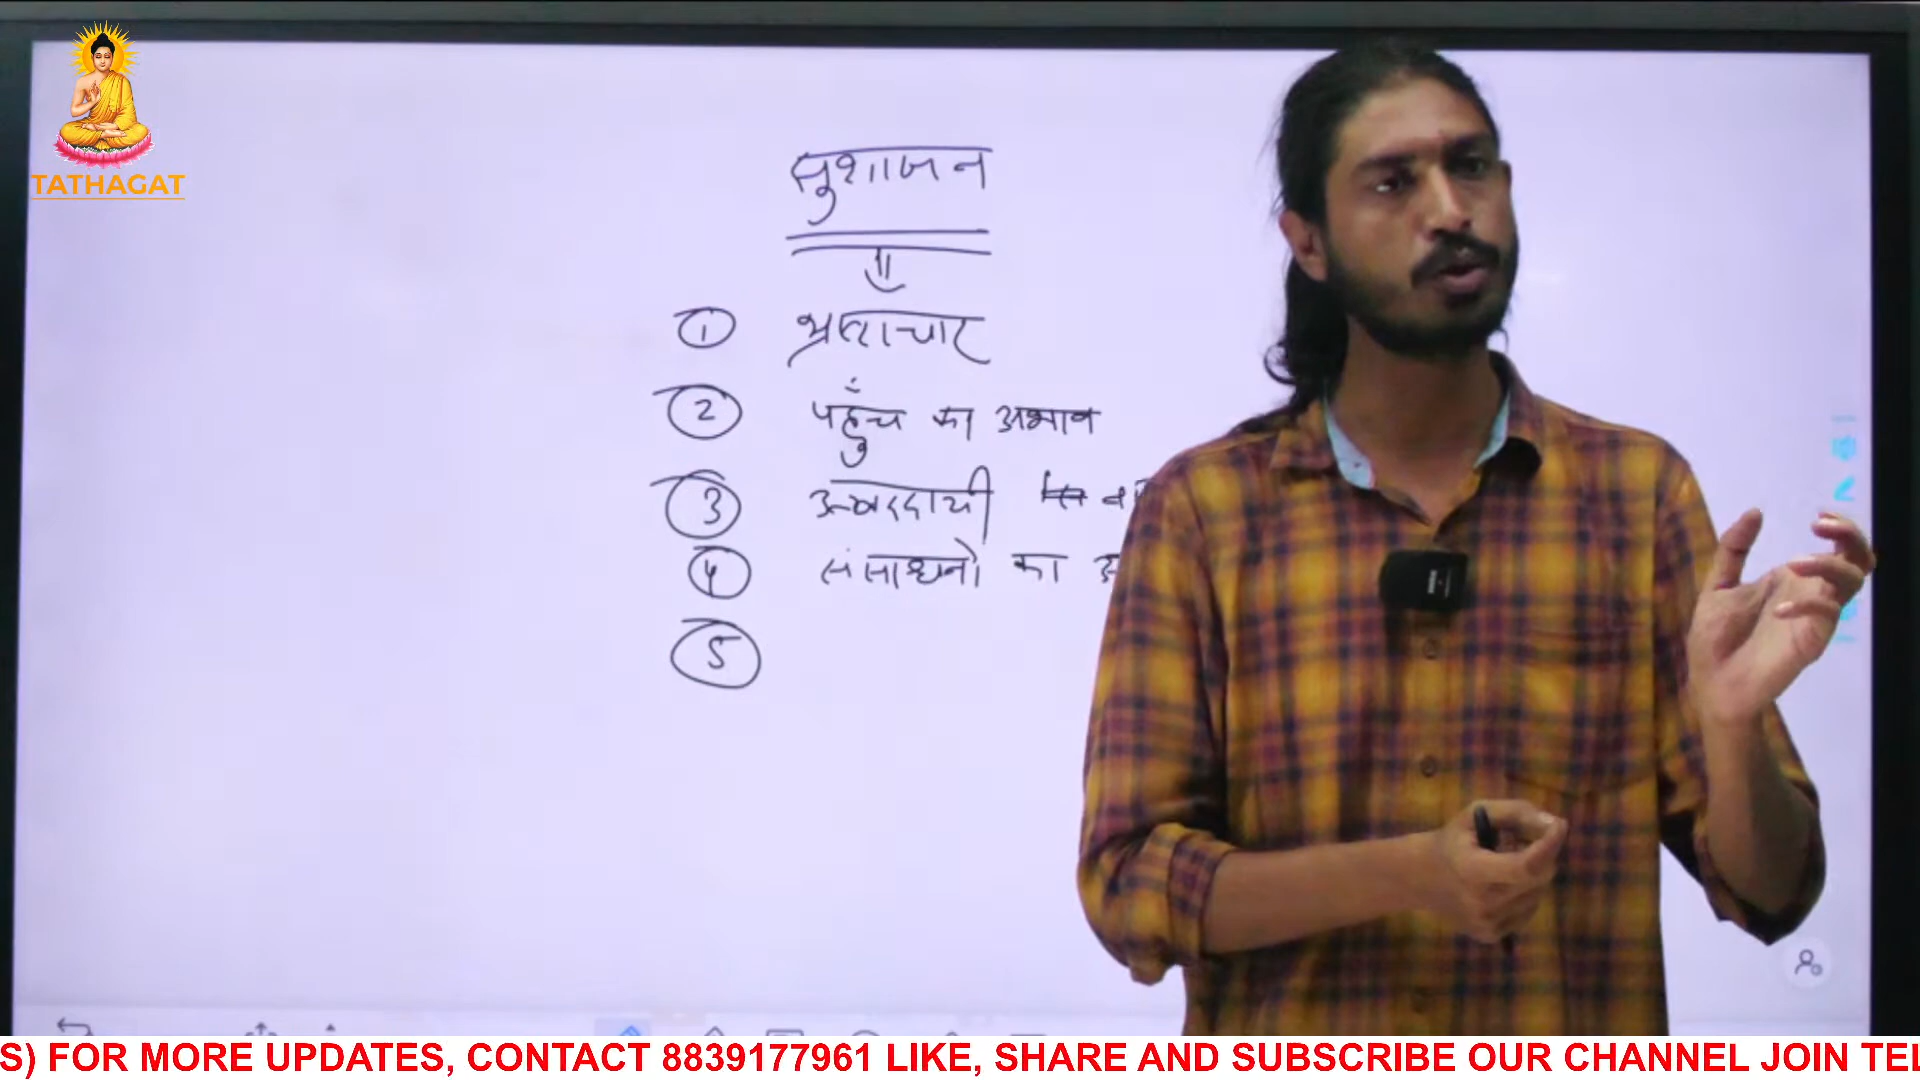 TATHAGAT
सुशासन
1 भ्रष्टाचार
2 पहुँच का अभाव
3 उत्तरदायी
4 संसाधनो का अ
5
S) FOR MORE UPDATES, CONTACT 8839177961 LIKE, SHARE AND SUBSCRIBE OUR CHANNEL JOIN TEL